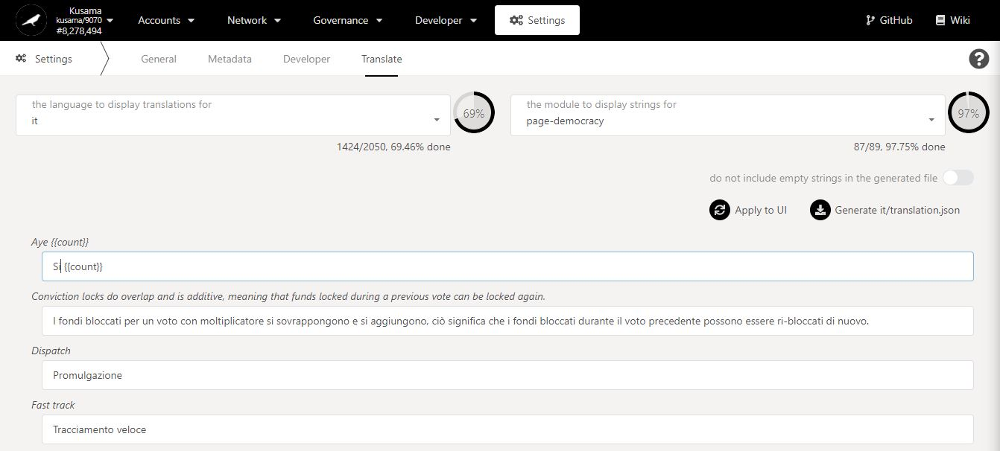 Kusama
kusama/9070
#8,278,494
Accounts
Network
Governance
Developer
Settings
GitHub
Wiki
Settings
General
Metadata
Developer
Translate
?
the language to display translations for
it
69%
1424/2050, 69.46% done
the module to display strings for
page-democracy
97%
87/89, 97.75% done
do not include empty strings in the generated file
Apply to UI
Generate it/translation.json
Aye {{count}}
Si {{count}}
Conviction locks do overlap and is additive, meaning that funds locked during a previous vote can be locked again.
I fondi bloccati per un voto con moltiplicatore si sovrappongono e si aggiungono, ciò significa che i fondi bloccati durante il voto precedente possono essere ri-bloccati di nuovo.
Dispatch
Promulgazione
Fast track
Tracciamento veloce